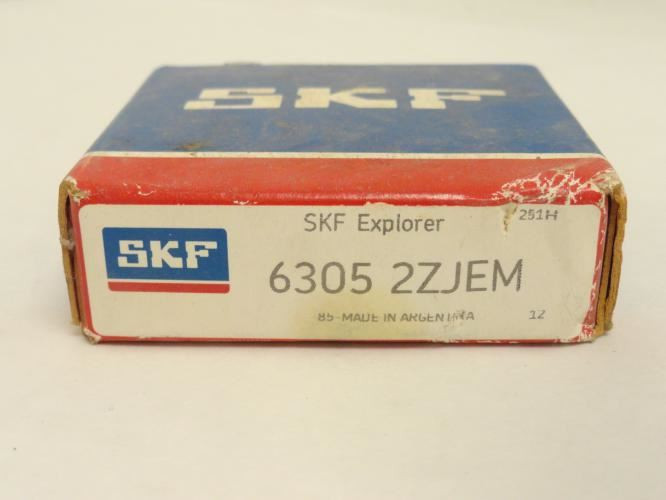 SKF
SKF Explorer
251H
SKF
6305 2ZJEM
85-MADE IN ARGENTINA
12